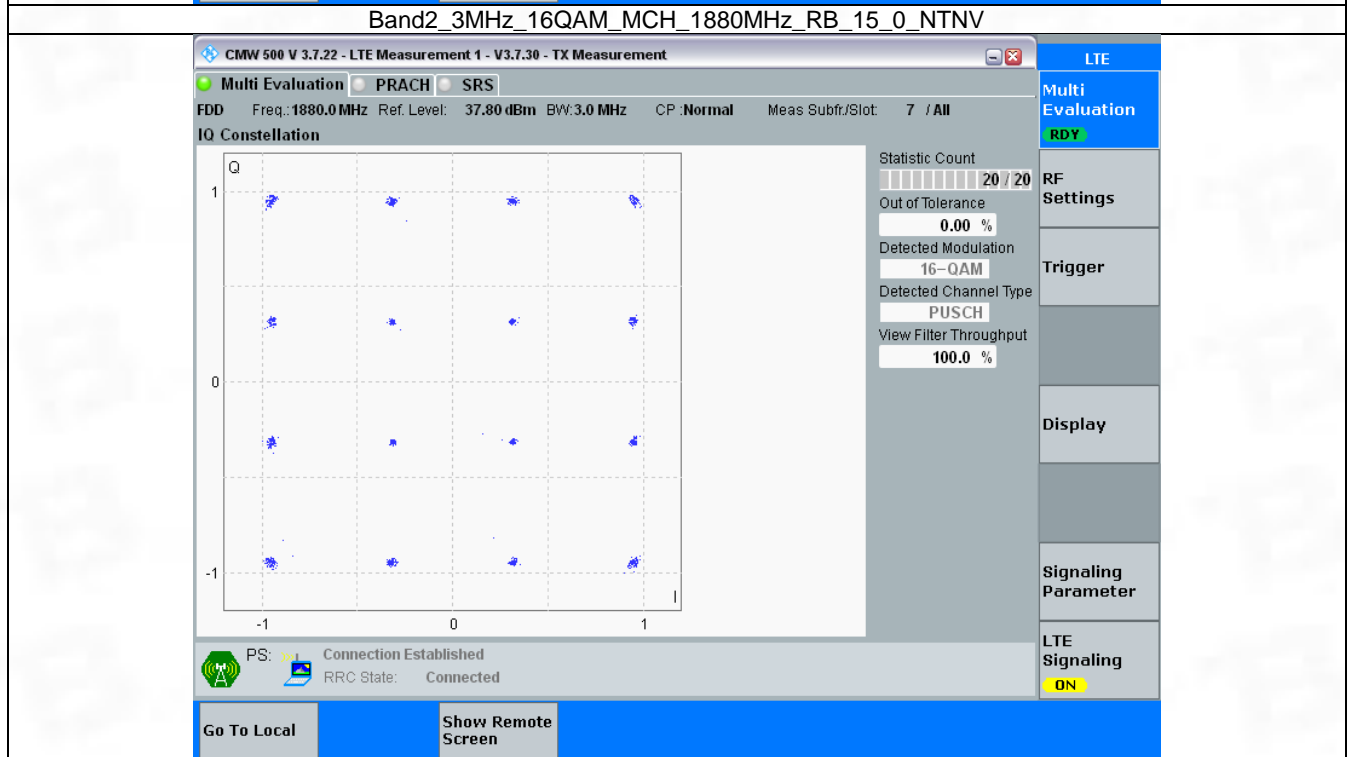 Band2_3MHz_16QAM_MCH_1880MHz_RB_15_0_NTNV
CMW 500 V 3.7.22 - LTE Measurement 1 - V3.7.30 - TX Measurement
LTE
Multi Evaluation PRACH SRS
Multi
Evaluation
RDY
FDD Freq.: 1880.0 MHz Ref. Level: 37.80 dBm BW: 3.0 MHz CP :Normal Meas Subfr./Slot: 7 / All
IQ Constellation
Q
1
0
-1
I
-1 0 1
Statistic Count
20 / 20
Out of Tolerance
0.00 %
Detected Modulation
16-QAM
Detected Channel Type
PUSCH
View Filter Throughput
100.0 %
RF
Settings
Trigger
Display
Signaling
Parameter
LTE
Signaling
ON
PS: Connection Established
RRC State: Connected
Go To Local
Show Remote
Screen